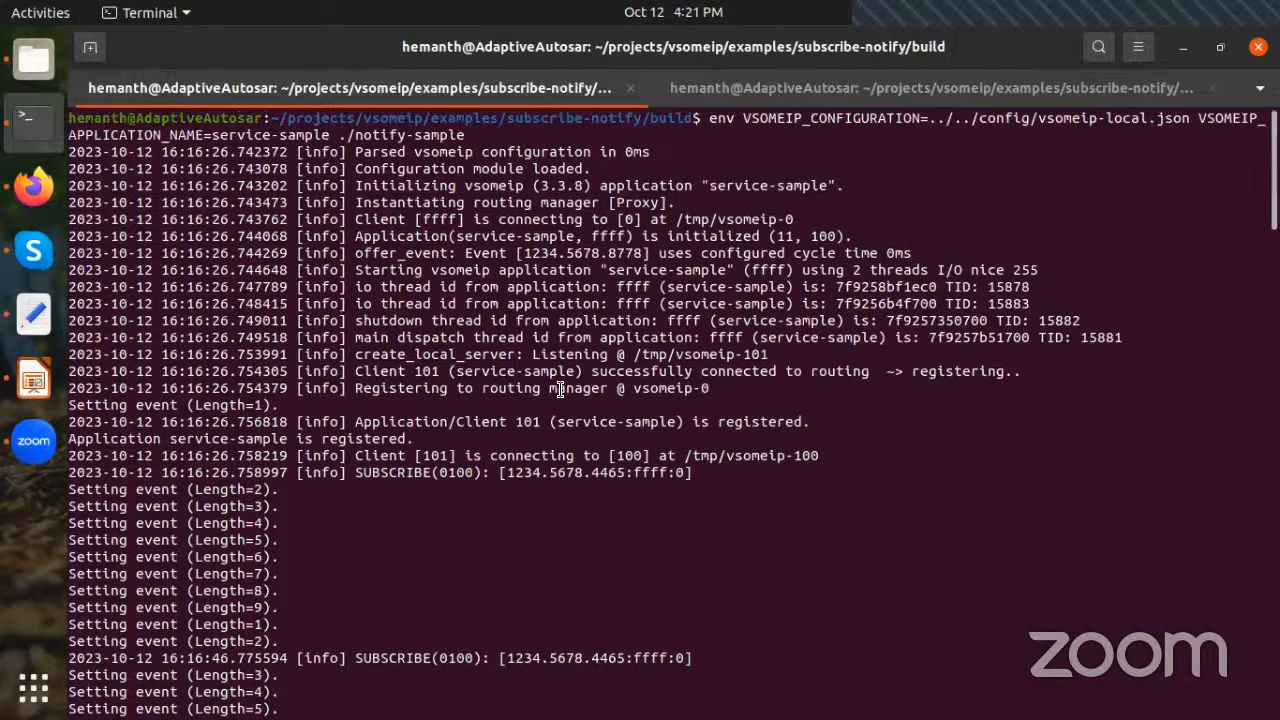 Activities
Terminal
Oct 12 4:21 PM
hemanth@AdaptiveAutosar: ~/projects/vsomeip/examples/subscribe-notify/build
hemanth@AdaptiveAutosar: ~/projects/vsomeip/examples/subscribe-notify/...
hemanth@AdaptiveAutosar: ~/projects/vsomeip/examples/subscribe-notify/...
hemanth@AdaptiveAutosar:~/projects/vsomeip/examples/subscribe-notify/build$ env VSOMEIP_CONFIGURATION=../../config/vsomeip-local.json VSOMEIP_
APPLICATION_NAME=service-sample ./notify-sample
2023-10-12 16:16:26.742372 [info] Parsed vsomeip configuration in 0ms
2023-10-12 16:16:26.743078 [info] Configuration module loaded.
2023-10-12 16:16:26.743202 [info] Initializing vsomeip (3.3.8) application "service-sample".
2023-10-12 16:16:26.743473 [info] Instantiating routing manager [Proxy].
2023-10-12 16:16:26.743762 [info] Client [ffff] is connecting to [0] at /tmp/vsomeip-0
2023-10-12 16:16:26.744068 [info] Application(service-sample, ffff) is initialized (11, 100).
2023-10-12 16:16:26.744269 [info] offer_event: Event [1234.5678.8778] uses configured cycle time 0ms
2023-10-12 16:16:26.744648 [info] Starting vsomeip application "service-sample" (ffff) using 2 threads I/O nice 255
2023-10-12 16:16:26.747789 [info] io thread id from application: ffff (service-sample) is: 7f9258bf1ec0 TID: 15878
2023-10-12 16:16:26.748415 [info] io thread id from application: ffff (service-sample) is: 7f9256b4f700 TID: 15883
2023-10-12 16:16:26.749011 [info] shutdown thread id from application: ffff (service-sample) is: 7f9257350700 TID: 15882
2023-10-12 16:16:26.749518 [info] main dispatch thread id from application: ffff (service-sample) is: 7f9257b51700 TID: 15881
2023-10-12 16:16:26.753991 [info] create_local_server: Listening @ /tmp/vsomeip-101
2023-10-12 16:16:26.754305 [info] Client 101 (service-sample) successfully connected to routing  ~> registering..
2023-10-12 16:16:26.754379 [info] Registering to routing manager @ vsomeip-0
Setting event (Length=1).
2023-10-12 16:16:26.756818 [info] Application/Client 101 (service-sample) is registered.
Application service-sample is registered.
2023-10-12 16:16:26.758219 [info] Client [101] is connecting to [100] at /tmp/vsomeip-100
2023-10-12 16:16:26.758997 [info] SUBSCRIBE(0100): [1234.5678.4465:ffff:0]
Setting event (Length=2).
Setting event (Length=3).
Setting event (Length=4).
Setting event (Length=5).
Setting event (Length=6).
Setting event (Length=7).
Setting event (Length=8).
Setting event (Length=9).
Setting event (Length=1).
Setting event (Length=2).
2023-10-12 16:16:46.775594 [info] SUBSCRIBE(0100): [1234.5678.4465:ffff:0]
Setting event (Length=3).
Setting event (Length=4).
Setting event (Length=5).
zoom
zoom